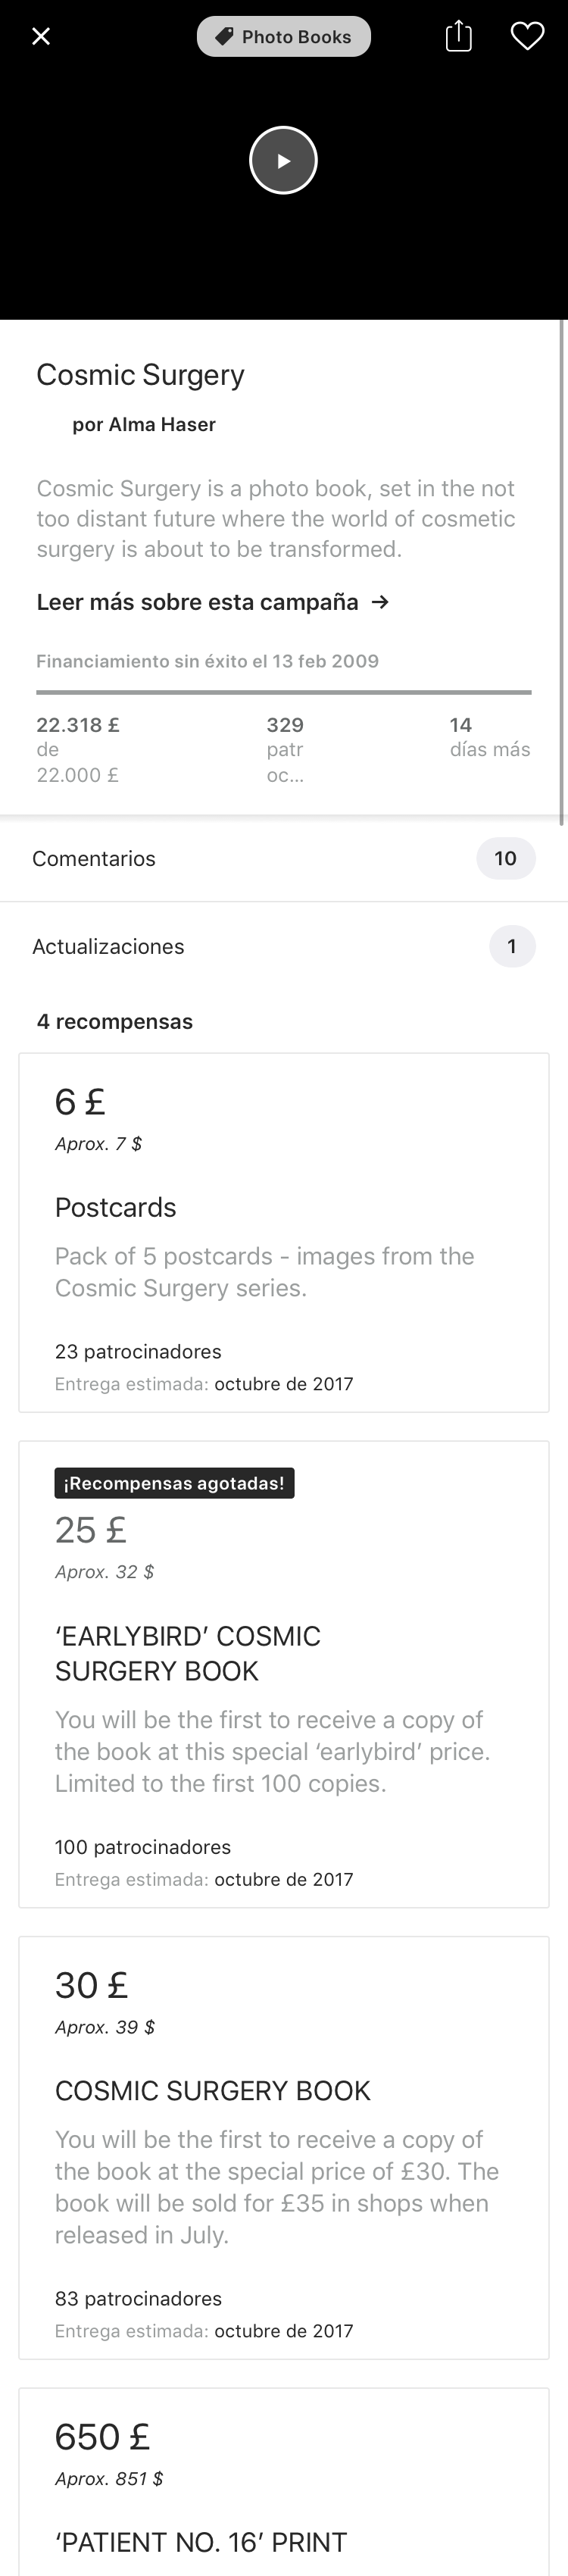 Photo Books
Cosmic Surgery
por Alma Haser
Cosmic Surgery is a photo book, set in the not
too distant future where the world of cosmetic
surgery is about to be transformed.
Leer más sobre esta campaña →
Financiamiento sin éxito el 13 feb 2009
22.318 £
de
22.000 £
329
patr
oc...
14
días más
Comentarios
10
Actualizaciones
1
4 recompensas
6 £
Aprox. 7 $
Postcards
Pack of 5 postcards - images from the
Cosmic Surgery series.
23 patrocinadores
Entrega estimada: octubre de 2017
¡Recompensas agotadas!
25 £
Aprox. 32 $
‘EARLYBIRD’ COSMIC
SURGERY BOOK
You will be the first to receive a copy of
the book at this special ‘earlybird’ price.
Limited to the first 100 copies.
100 patrocinadores
Entrega estimada: octubre de 2017
30 £
Aprox. 39 $
COSMIC SURGERY BOOK
You will be the first to receive a copy of
the book at the special price of £30. The
book will be sold for £35 in shops when
released in July.
83 patrocinadores
Entrega estimada: octubre de 2017
650 £
Aprox. 851 $
‘PATIENT NO. 16’ PRINT